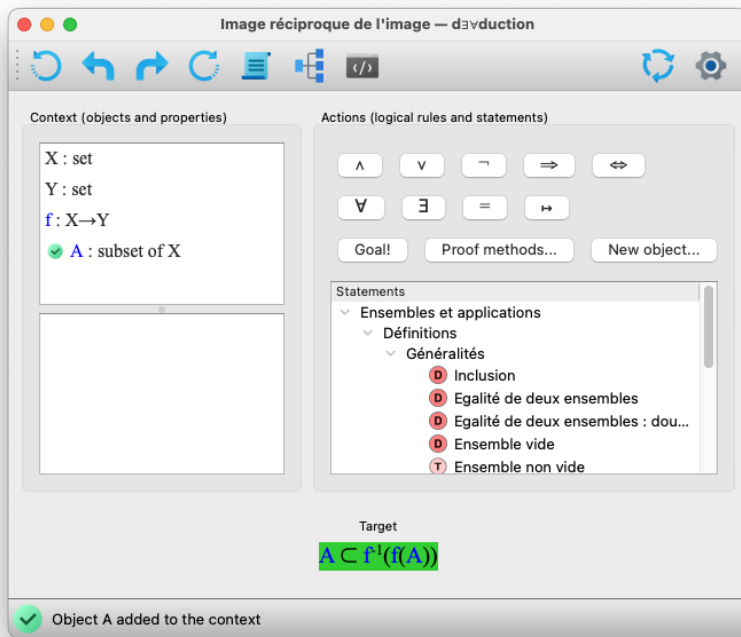 Image réciproque de l'image — d∃∀duction
</>
Context (objects and properties)
Actions (logical rules and statements)
X : set
Y : set
f : X→Y
A : subset of X
∧ ∨ ¬ ⇒ ⇔
∀ ∃ = ↦
Goal! Proof methods... New object...
Statements
Ensembles et applications
Définitions
Généralités
D Inclusion
D Egalité de deux ensembles
D Egalité de deux ensembles : dou...
D Ensemble vide
T Ensemble non vide
Target
A ⊂ f⁻¹(f(A))
Object A added to the context